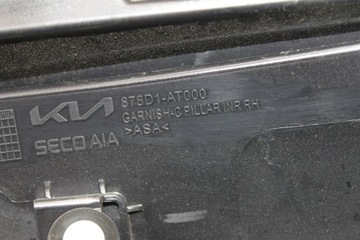 KIA 878D1-AT000
GARNISH-C PILLAR INR RH
SECO AIA >ASA<